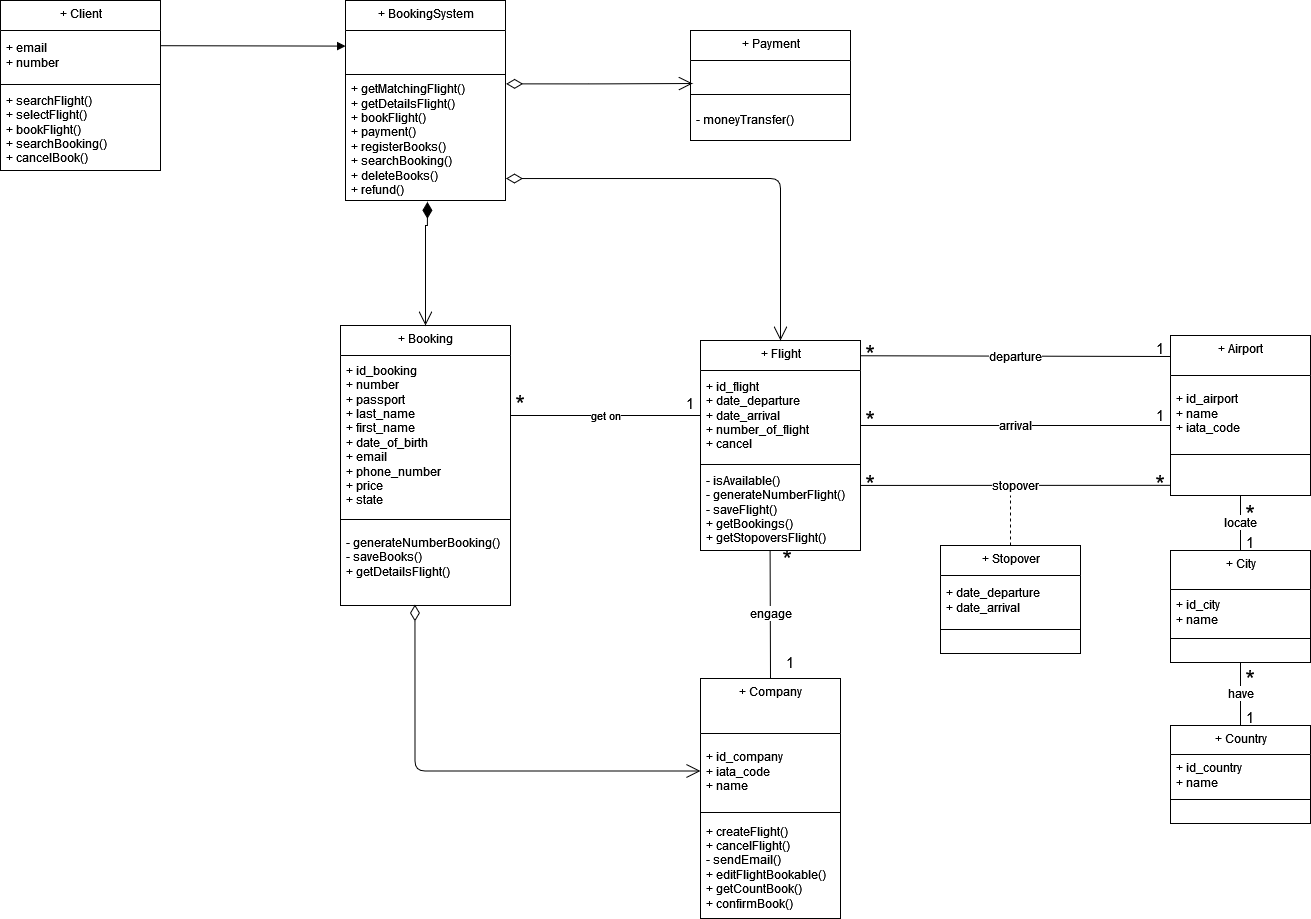 + Client
+ email
+ number
+ searchFlight()
+ selectFlight()
+ bookFlight()
+ searchBooking()
+ cancelBook()
+ BookingSystem
+ getMatchingFlight()
+ getDetailsFlight()
+ bookFlight()
+ payment()
+ registerBooks()
+ searchBooking()
+ deleteBooks()
+ refund()
+ Payment
- moneyTransfer()
+ Booking
+ id_booking
+ number
+ passport
+ last_name
+ first_name
+ date_of_birth
+ email
+ phone_number
+ price
+ state
- generateNumberBooking()
- saveBooks()
+ getDetailsFlight()
* get on 1
+ Flight
+ id_flight
+ date_departure
+ date_arrival
+ number_of_flight
+ cancel
- isAvailable()
- generateNumberFlight()
- saveFlight()
+ getBookings()
+ getStopoversFlight()
* departure 1
* arrival 1
* stopover *
+ Airport
+ id_airport
+ name
+ iata_code
*
locate
1
+ Stopover
+ date_departure
+ date_arrival
+ City
+ id_city
+ name
*
have
1
+ Country
+ id_country
+ name
*
engage
1
+ Company
+ id_company
+ iata_code
+ name
+ createFlight()
+ cancelFlight()
- sendEmail()
+ editFlightBookable()
+ getCountBook()
+ confirmBook()